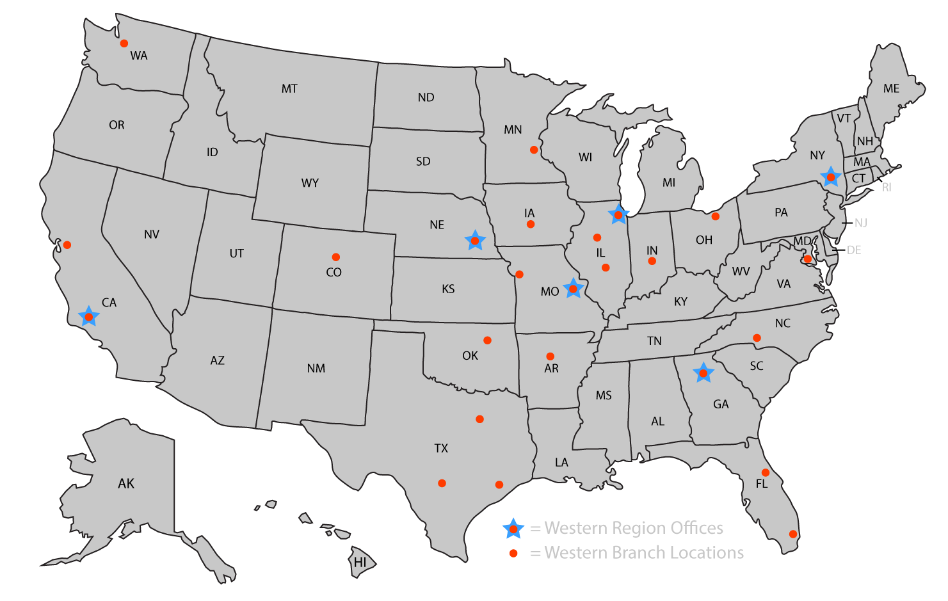 WA
MT
ND
MN
ME
VT
NH
OR
ID
SD
WI
NY
MA
CT
RI
MI
WY
NE
IA
PA
NJ
NV
UT
CO
IL
IN
OH
MD
DE
WV
VA
CA
KS
MO
KY
NC
AZ
NM
OK
AR
TN
SC
MS
AL
GA
TX
LA
FL
AK
HI
= Western Region Offices
= Western Branch Locations